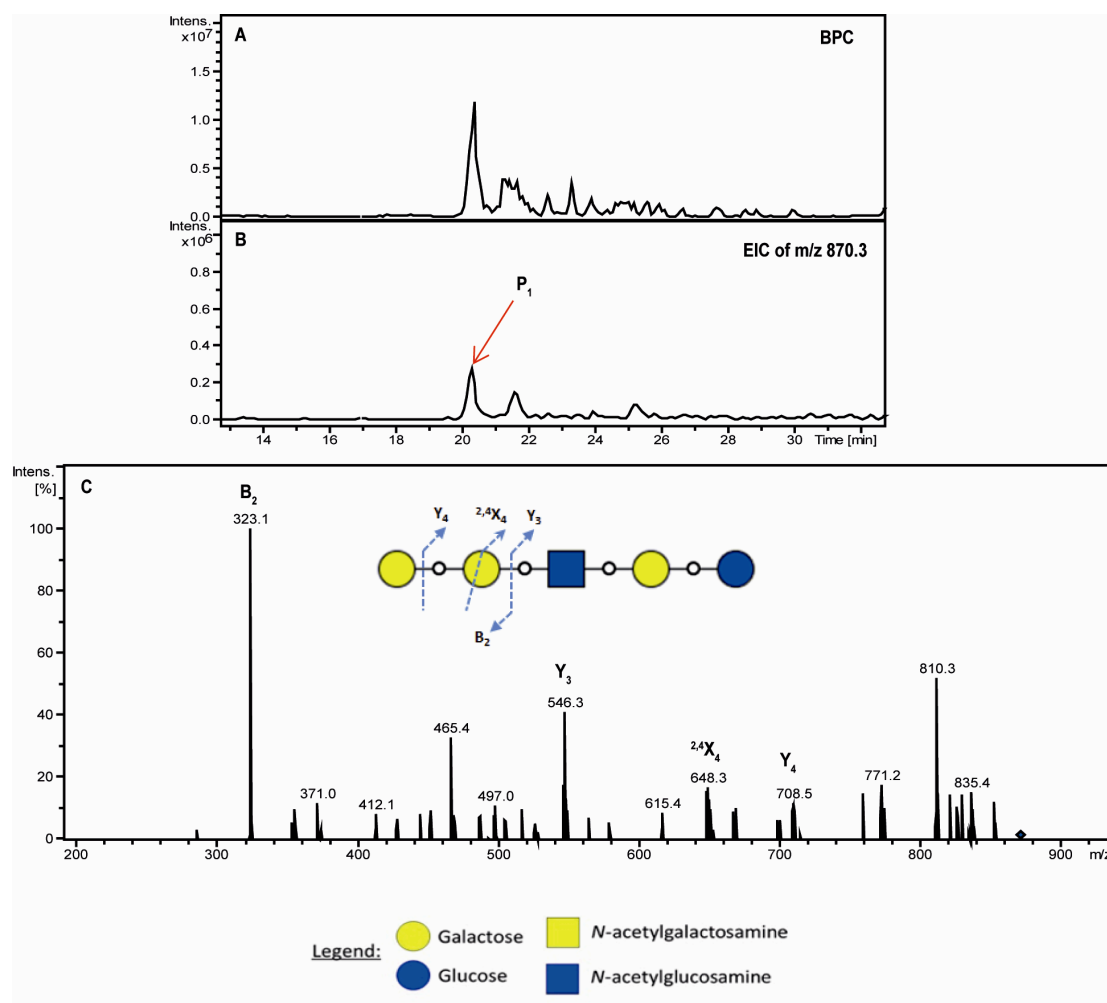 Intens.
x10⁷
A
BPC
1.5
1.0
0.5
0.0
Intens.
x10⁶
B
EIC of m/z 870.3
0.8
P₁
0.6
0.4
0.2
0.0
14 16 18 20 22 24 26 28 30 Time [min]
Intens.
[%]
C
B₂
323.1
Y₄ ²,⁴X₄ Y₃
100
80
B₂
60
Y₃
810.3
546.3
40
465.4
²,⁴X₄
Y₄
20
371.0
412.1
497.0
615.4
648.3
708.5
771.2
835.4
0
200 300 400 500 600 700 800 900 m/z
Legend:
Galactose
N-acetylgalactosamine
Glucose
N-acetylglucosamine